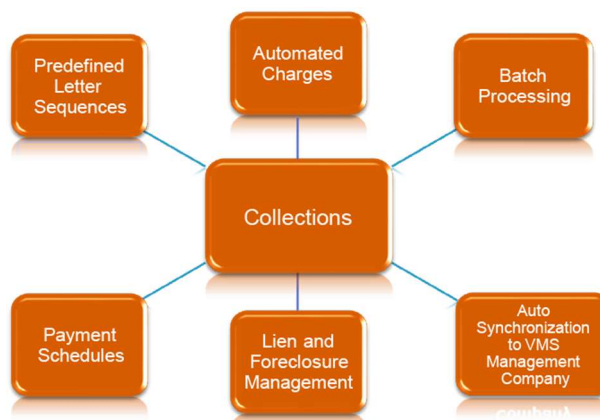 Predefined
Letter
Sequences
Automated
Charges
Batch
Processing
Collections
Payment
Schedules
Lien and
Foreclosure
Management
Auto
Synchronization
to VMS
Management
Company